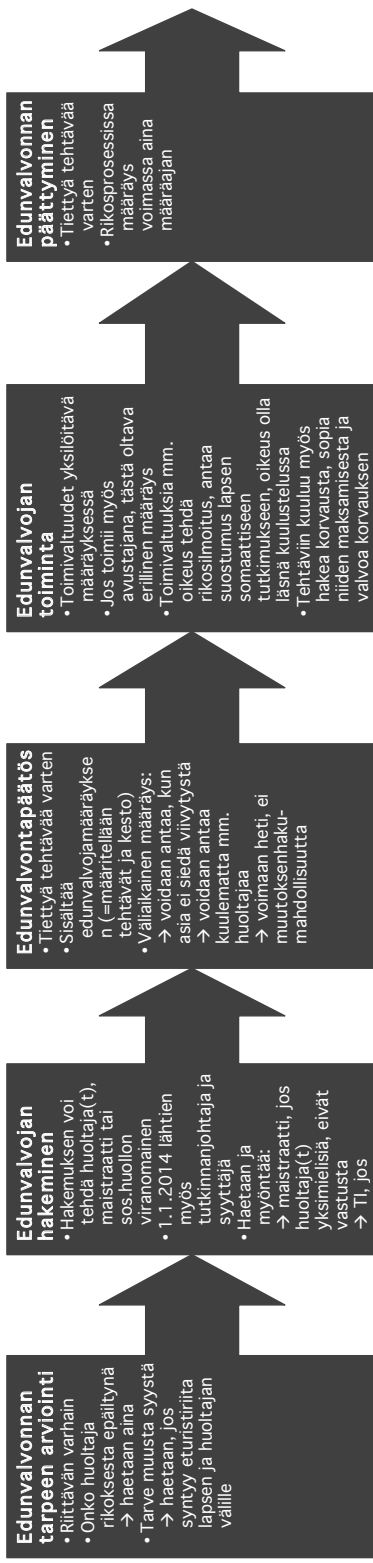 Edunvalvonnan
tarpeen arviointi
• Riittävän varhain
• Onko huoltaja
rikoksesta epäiltynä
→ haetaan aina
• Tarve muusta syystä
→ haetaan, jos
syntyy eturistiriita
lapsen ja huoltajan
välille
Edunvalvojan
hakeminen
• Hakemuksen voi
tehdä huoltaja(t),
maistraatti tai
sos.huollon
viranomainen
• 1.1.2014 lähtien
myös
tutkinnanjohtaja ja
syyttäjä
• Haetaan ja
myöntää:
→ maistraatti, jos
huoltaja(t)
yksimielisiä, eivät
vastusta
→ TI, jos
Edunvalvontapäätös
• Tiettyä tehtävää varten
• Sisältää
edunvalvojamääräykse
n (=määritellään
tehtävät ja kesto)
• Väliaikainen määräys:
→ voidaan antaa, kun
asia ei siedä viivytystä
→ voidaan antaa
kuulematta mm.
huoltajaa
→ voimaan heti, ei
muutoksenhaku-
mahdollisuutta
Edunvalvojan
toiminta
• Toimivaltuudet yksilöitävä
määräyksessä
• Jos toimii myös
avustajana, tästä oltava
erillinen määräys
• Toimivaltuuksia mm.
oikeus tehdä
rikosilmoitus, antaa
suostumus lapsen
somaattiseen
tutkimukseen, oikeus olla
läsnä kuulustelussa
• Tehtäviin kuuluu myös
hakea korvausta, sopia
niiden maksamisesta ja
valvoa korvauksen
Edunvalvonnan
päättyminen
• Tiettyä tehtävää
varten
• Rikosprosessissa
määräys
voimassa aina
määräajan